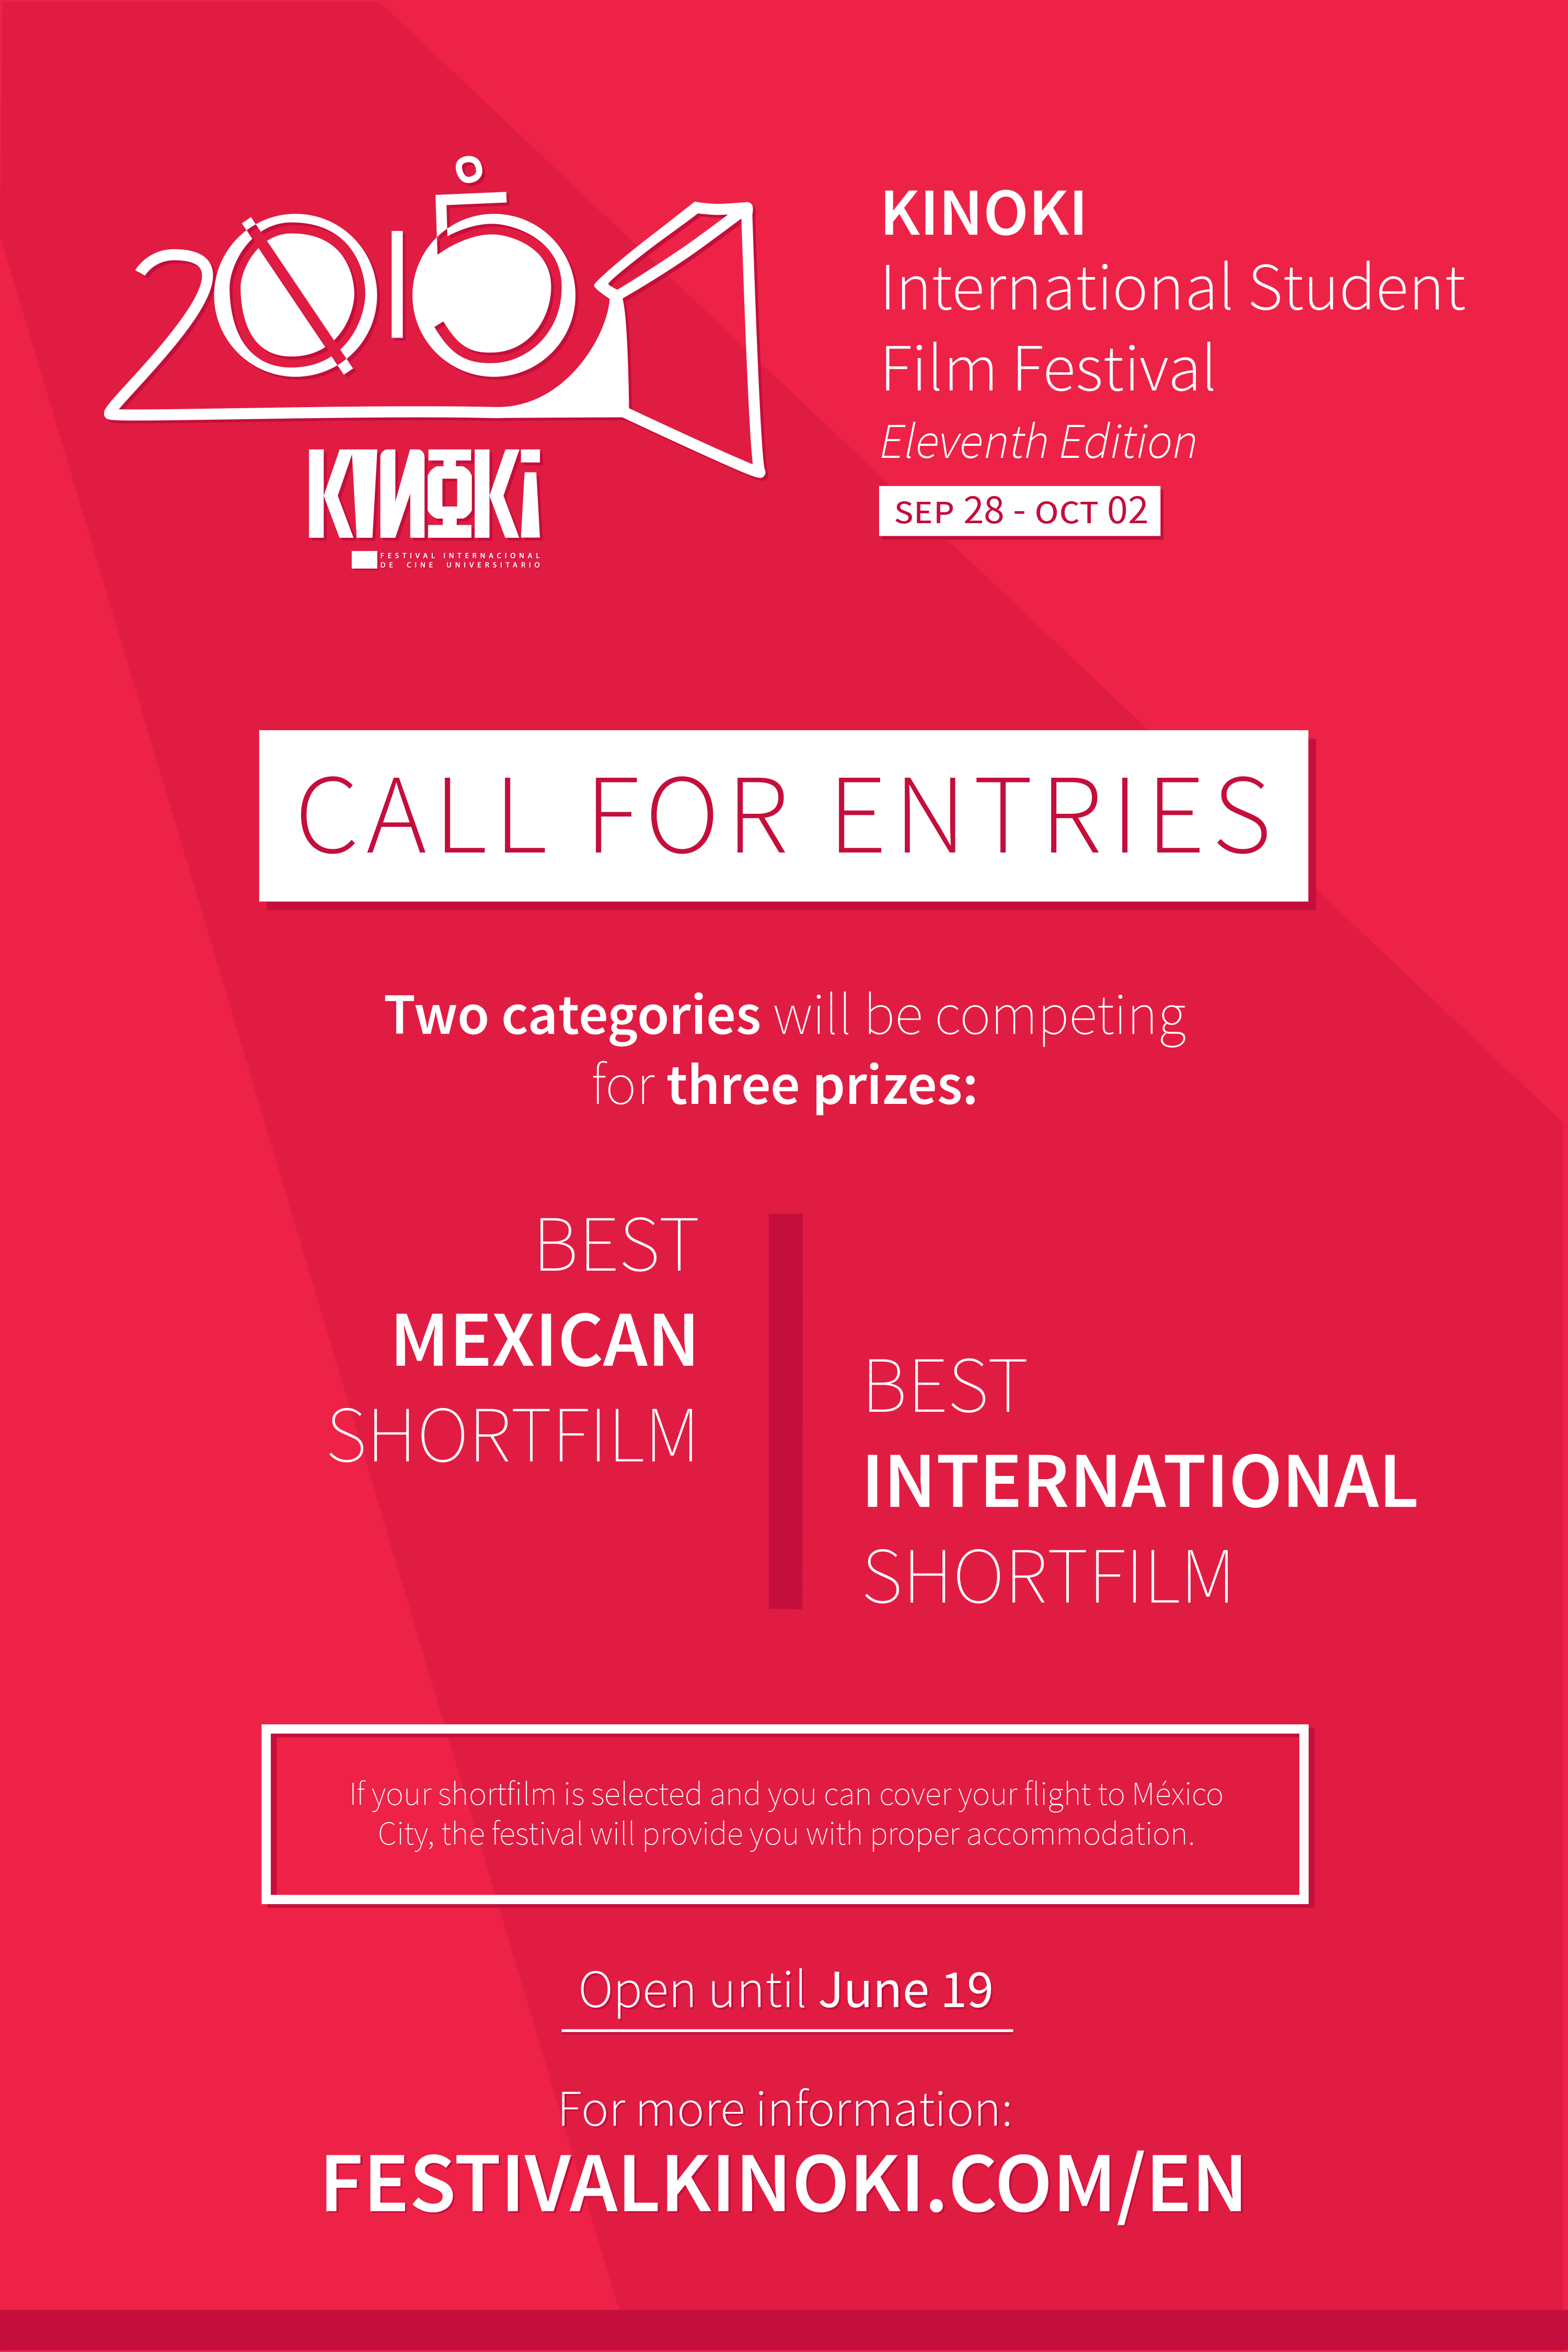 2015
KINOKI
FESTIVAL INTERNACIONAL
DE CINE UNIVERSITARIO
KINOKI
International Student
Film Festival
Eleventh Edition
SEP 28 - OCT 02
CALL FOR ENTRIES
Two categories will be competing
for three prizes:
BEST
MEXICAN
SHORTFILM
BEST
INTERNATIONAL
SHORTFILM
If your shortfilm is selected and you can cover your flight to México
City, the festival will provide you with proper accommodation.
Open until June 19
For more information:
FESTIVALKINOKI.COM/EN